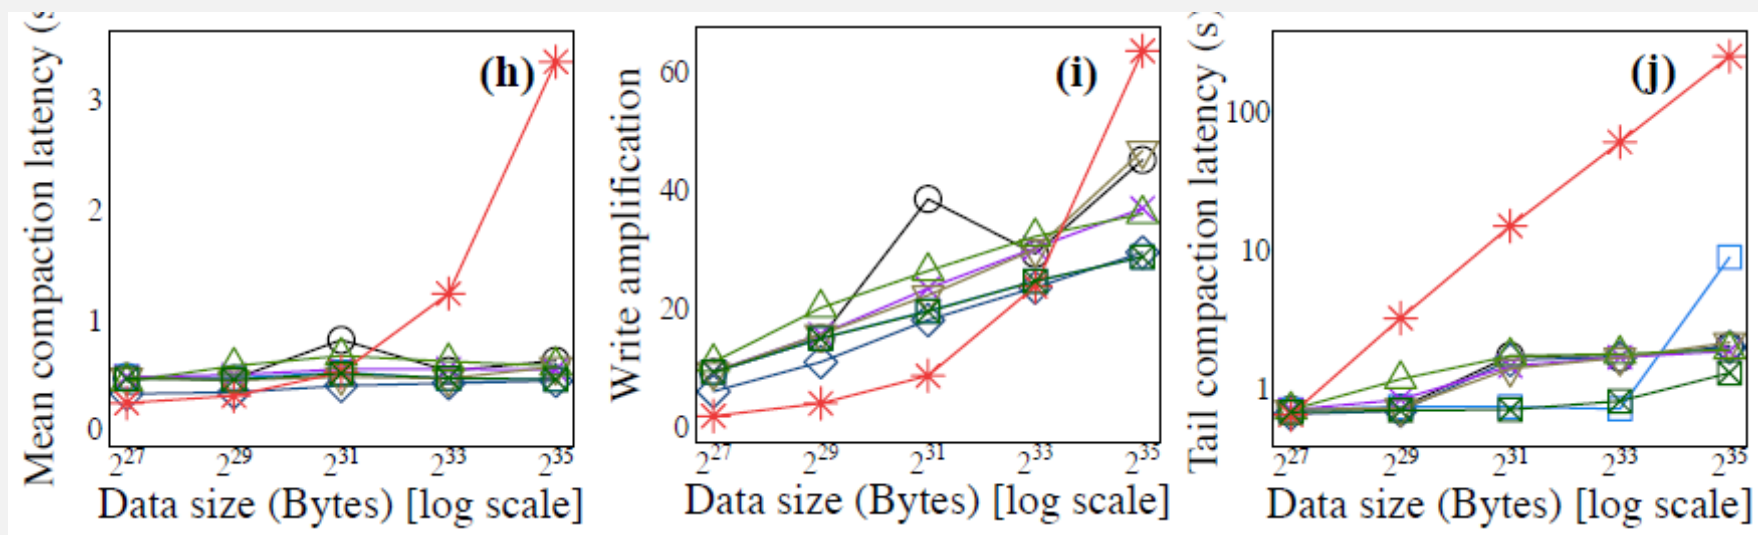 Mean compaction latency (s
3
2
1
0
(h)
2^27 2^29 2^31 2^33 2^35
Data size (Bytes) [log scale]
Write amplification
60
40
20
0
(i)
2^27 2^29 2^31 2^33 2^35
Data size (Bytes) [log scale]
Tail compaction latency (s)
100
10
1
(j)
2^27 2^29 2^31 2^33 2^35
Data size (Bytes) [log scale]